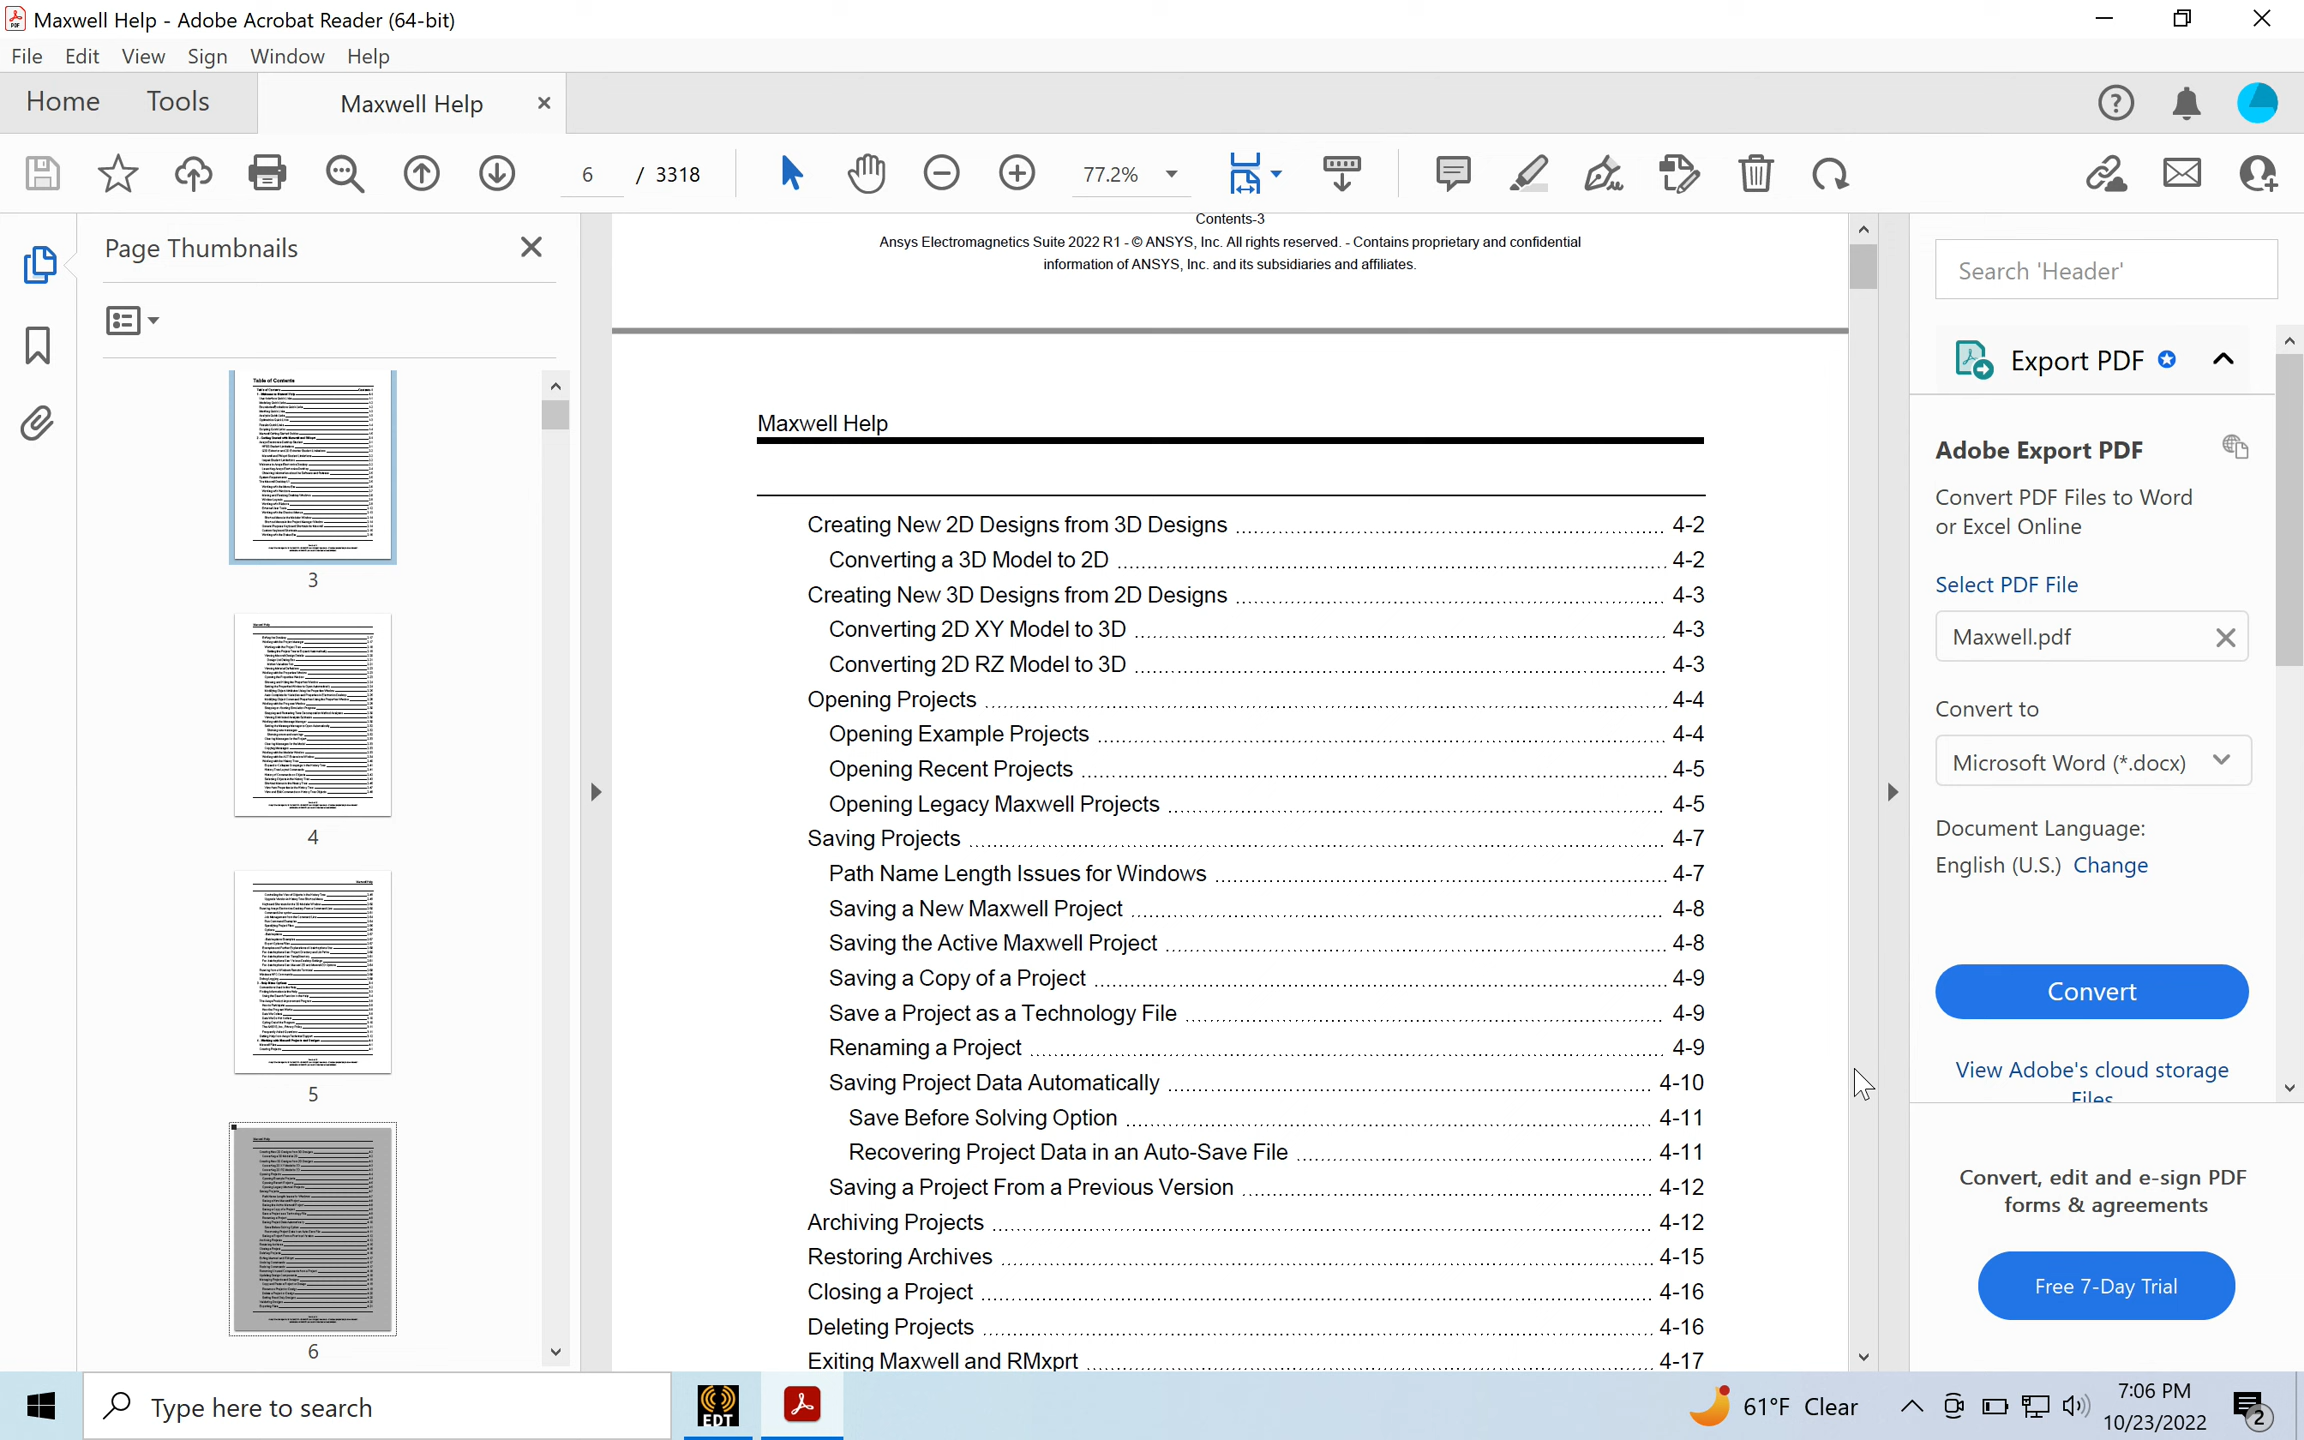 Maxwell Help - Adobe Acrobat Reader (64-bit)
File Edit View Sign Window Help
Home Tools Maxwell Help
6 / 3318 77.2%
Page Thumbnails
3
4
5
6
Contents-3
Ansys Electromagnetics Suite 2022 R1 - © ANSYS, Inc. All rights reserved. - Contains proprietary and confidential
information of ANSYS, Inc. and its subsidiaries and affiliates.
Maxwell Help
Creating New 2D Designs from 3D Designs 4-2
Converting a 3D Model to 2D 4-2
Creating New 3D Designs from 2D Designs 4-3
Converting 2D XY Model to 3D 4-3
Converting 2D RZ Model to 3D 4-3
Opening Projects 4-4
Opening Example Projects 4-4
Opening Recent Projects 4-5
Opening Legacy Maxwell Projects 4-5
Saving Projects 4-7
Path Name Length Issues for Windows 4-7
Saving a New Maxwell Project 4-8
Saving the Active Maxwell Project 4-8
Saving a Copy of a Project 4-9
Save a Project as a Technology File 4-9
Renaming a Project 4-9
Saving Project Data Automatically 4-10
Save Before Solving Option 4-11
Recovering Project Data in an Auto-Save File 4-11
Saving a Project From a Previous Version 4-12
Archiving Projects 4-12
Restoring Archives 4-15
Closing a Project 4-16
Deleting Projects 4-16
Exiting Maxwell and RMxprt 4-17
Search 'Header'
Export PDF
Adobe Export PDF
Convert PDF Files to Word
or Excel Online
Select PDF File
Maxwell.pdf
Convert to
Microsoft Word (*.docx)
Document Language:
English (U.S.) Change
Convert
View Adobe's cloud storage
Files
Convert, edit and e-sign PDF
forms & agreements
Free 7-Day Trial
Type here to search
EDT
61°F Clear
7:06 PM
10/23/2022
2